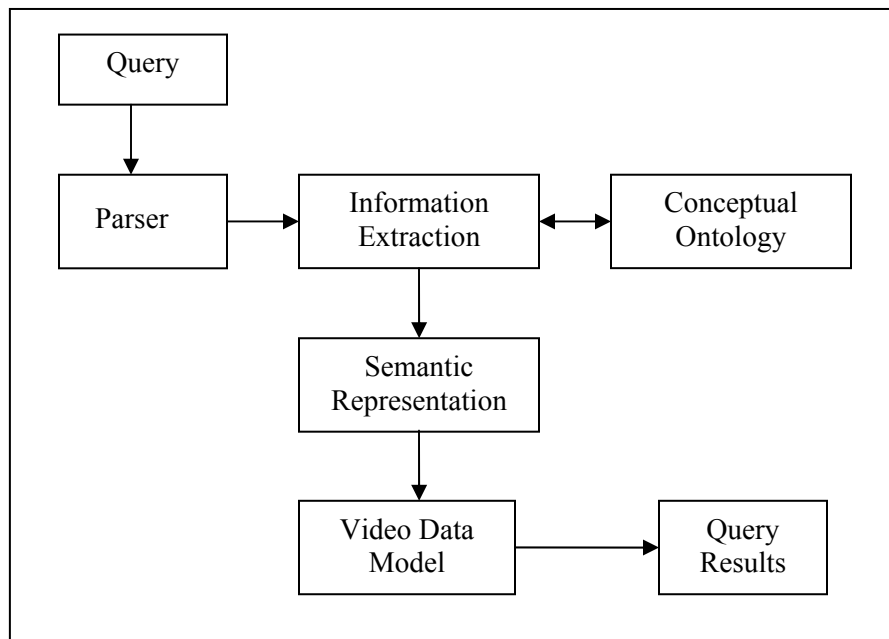 Query
Parser
Information
Extraction
Conceptual
Ontology
Semantic
Representation
Video Data
Model
Query
Results